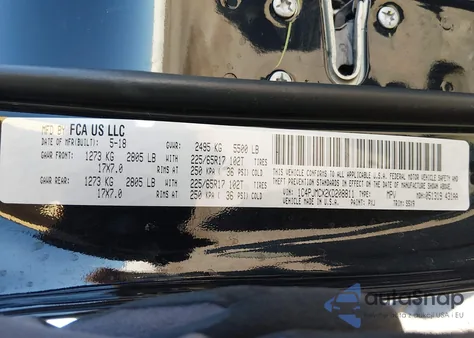 MFD BY FCA US LLC
DATE OF MFR(BUILT): 5-18 GVWR: 2495 KG 5500 LB
GAWR FRONT: 1273 KG 2805 LB WITH 225/65R17 102T TIRES
17X7.0 RIMS AT 250 KPA ( 36 PSI) COLD
GAWR REAR: 1273 KG 2805 LB WITH 225/65R17 102T TIRES
17X7.0 RIMS AT 250 KPA ( 36 PSI) COLD
THIS VEHICLE CONFORMS TO ALL APPLICABLE U.S.A. FEDERAL MOTOR VEHICLE SAFETY AND
THEFT PREVENTION STANDARDS IN EFFECT ON THE DATE OF MANUFACTURE SHOWN ABOVE.
TYPE: MPV
VEHICLE MADE IN U.S.A. PAINT: PXJ
autoSnap